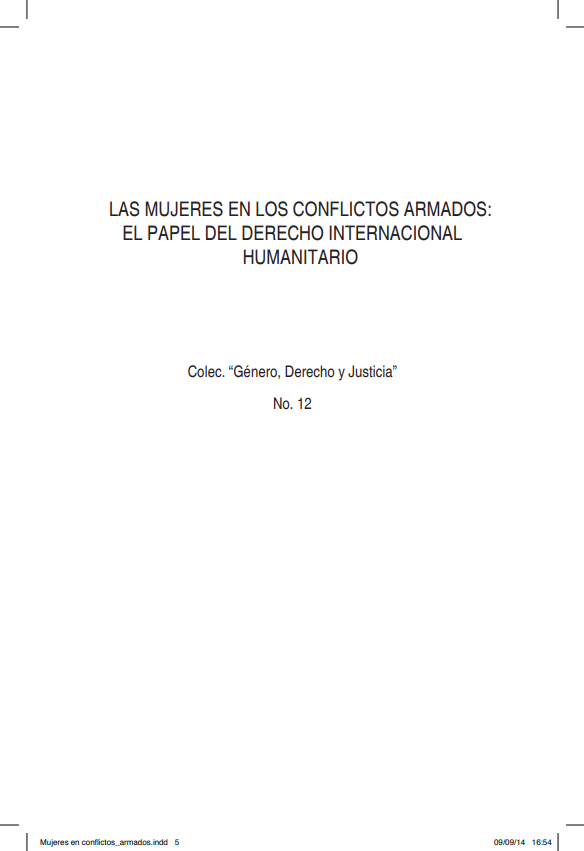 LAS MUJERES EN LOS CONFLICTOS ARMADOS:
EL PAPEL DEL DERECHO INTERNACIONAL
HUMANITARIO
Colec. “Género, Derecho y Justicia”
No. 12
Mujeres en conflictos_armados.indd 5 09/09/14 16:54